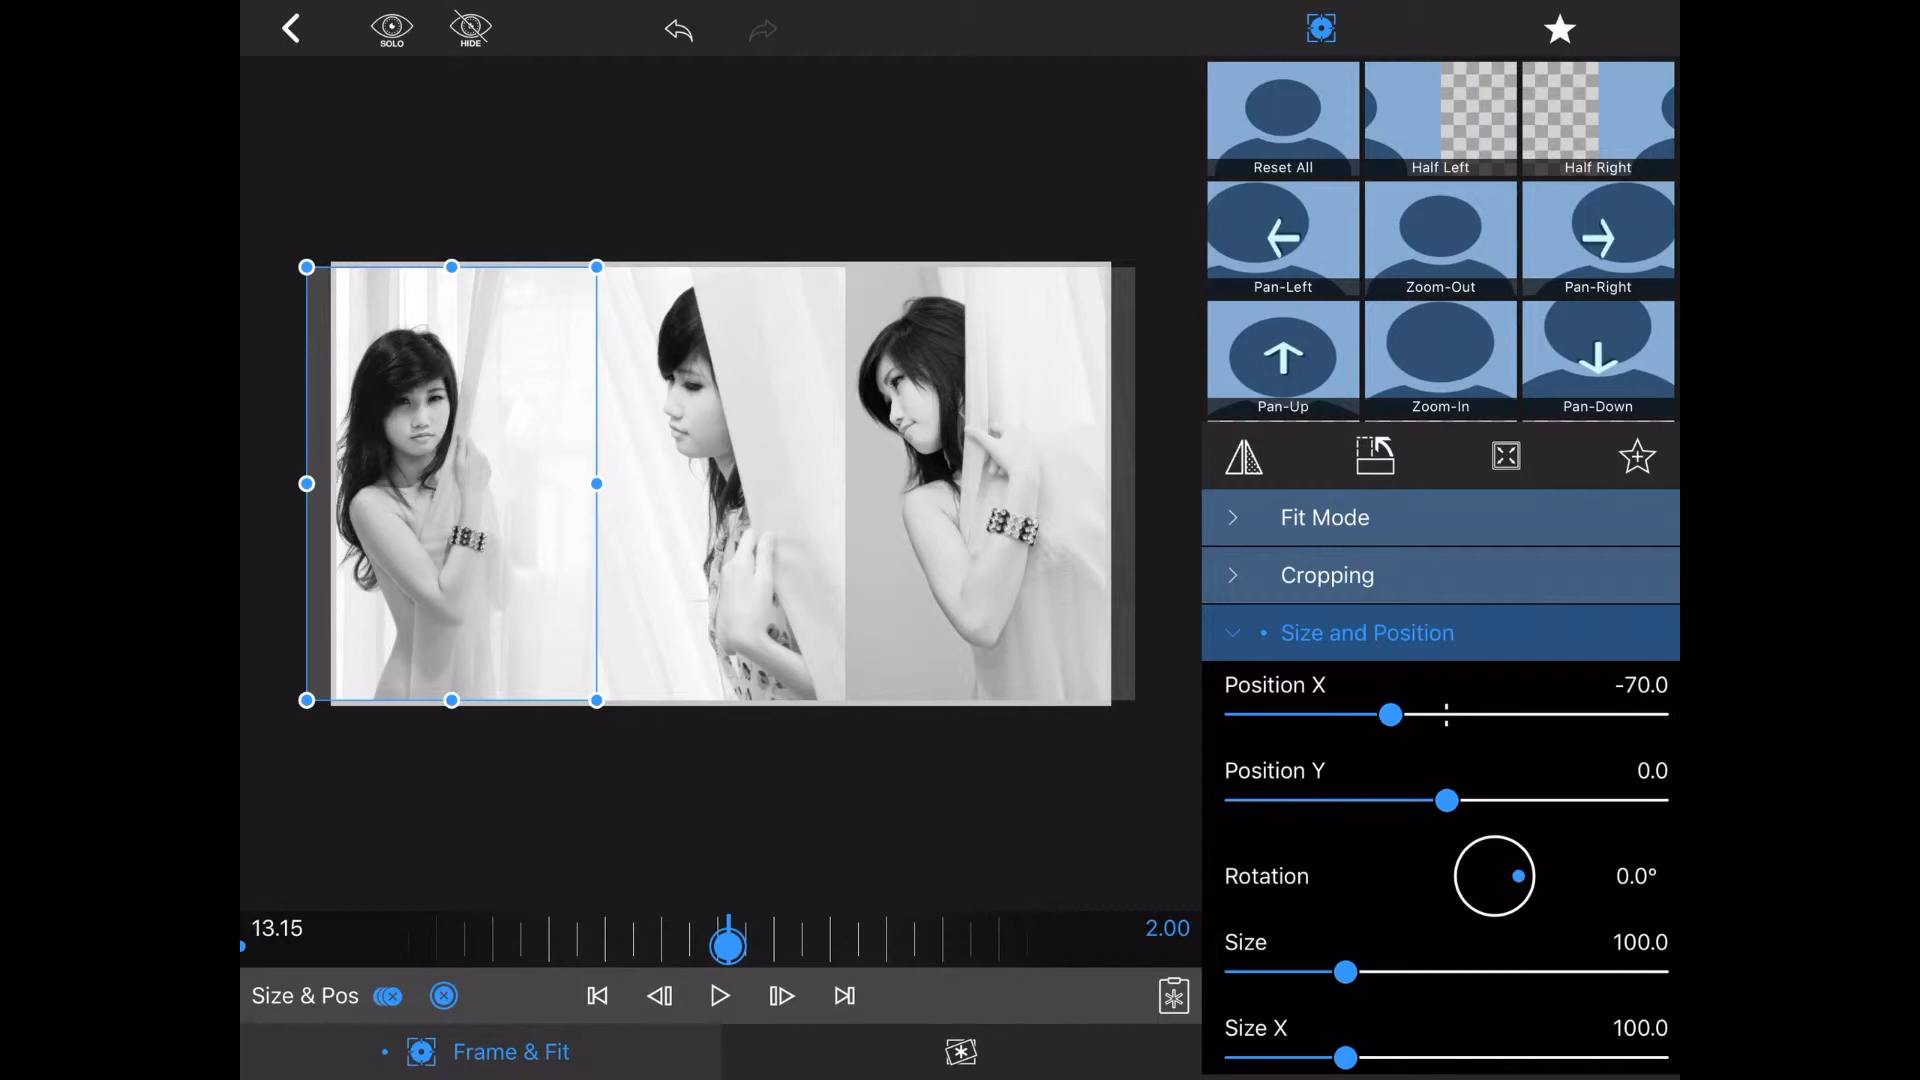 SOLO
HIDE
Reset All
Half Left
Half Right
Pan-Left
Zoom-Out
Pan-Right
Pan-Up
Zoom-In
Pan-Down
Fit Mode
Cropping
Size and Position
Position X -70.0
Position Y 0.0
Rotation 0.0°
Size 100.0
Size X 100.0
13.15
2.00
Size & Pos
Frame & Fit